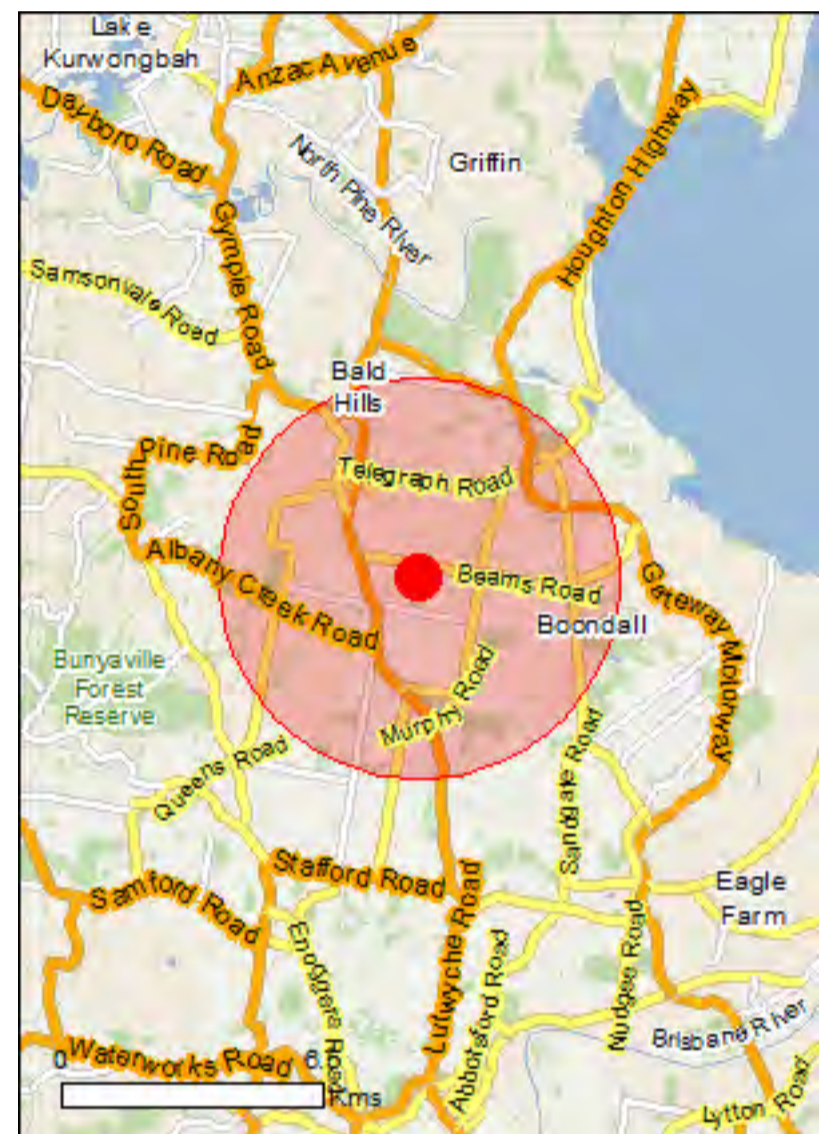 Lake
Kurwongbah
Anzac Avenue
Dayboro Road
North Pine River
Griffin
Houghton Highway
Gympie Road
Samsonvale Road
Bald
Hills
South Pine Road
Telegraph Road
Albany Creek Road
Beams Road
Gateway Motorway
Boondall
Bunyaville
Forest
Reserve
Murphy Road
Queens Road
Sandgate Road
Stafford Road
Samford Road
Eagle
Farm
Enoggera Road
Lutwyche Road
Abbotsford Road
Nudgee Road
Brisbane River
Waterworks Road
0
6.
Kms
Lytton Road